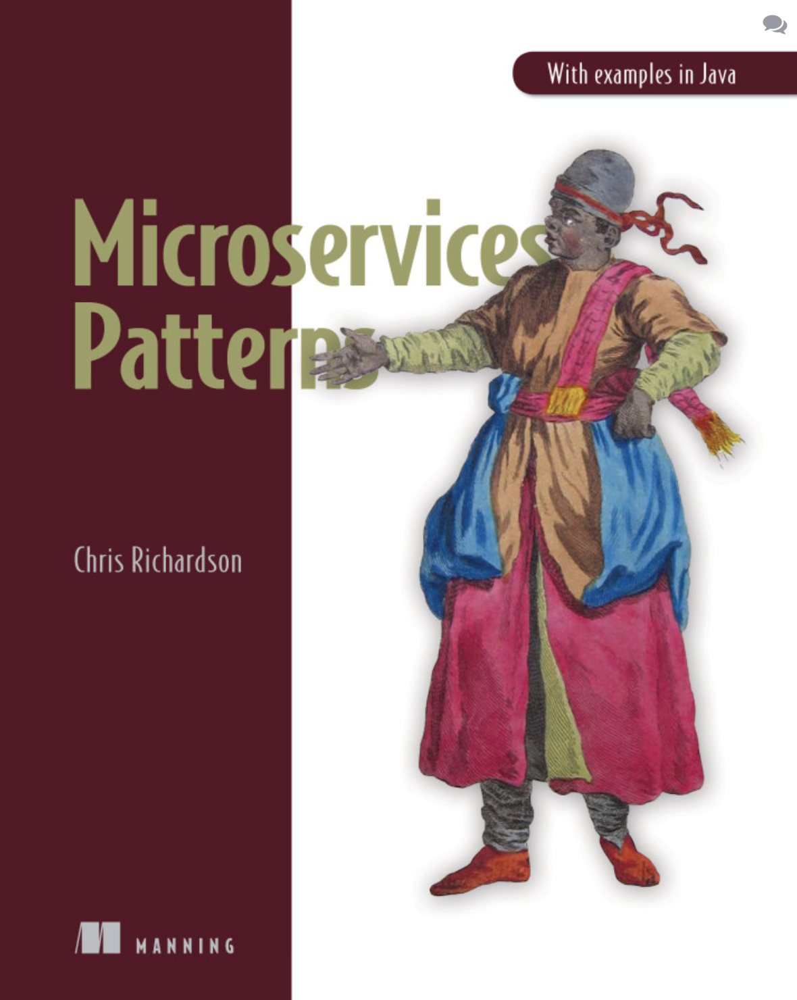 With examples in Java
Microservices
Patterns
Chris Richardson
MANNING